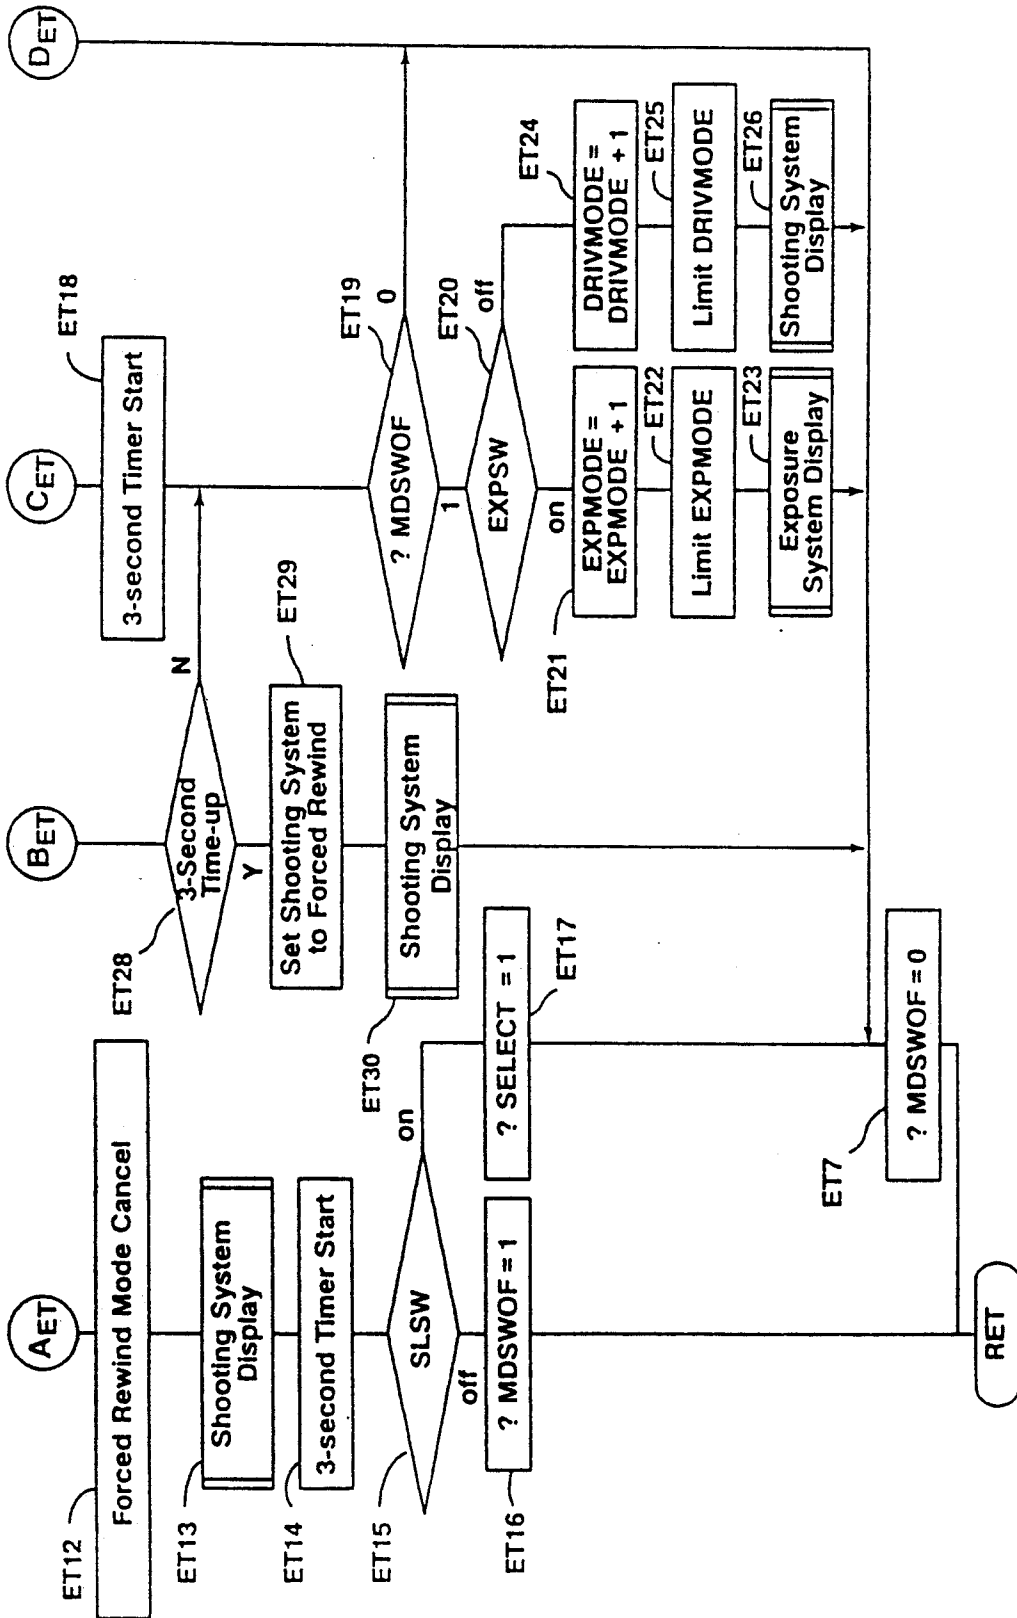 AET
ET12
Forced Rewind Mode Cancel
ET13
Shooting System
Display
ET14
3-second Timer Start
ET15
SLSW
on
off
ET16
? MDSWOF=1
? SELECT = 1
ET17
ET7
? MDSWOF=0
RET
BET
ET28
3-Second
Time-up
N
Y
ET29
Set Shooting System
to Forced Rewind
ET30
Shooting System
Display
CET
ET18
3-second Timer Start
ET19
? MDSWOF
0
1
ET20
EXPSW
off
on
ET21
EXPMODE =
EXPMODE +1
ET22
Limit EXPMODE
ET23
Exposure
System Display
ET24
DRIVMODE =
DRIVMODE +1
ET25
Limit DRIVMODE
ET26
Shooting System
Display
DET